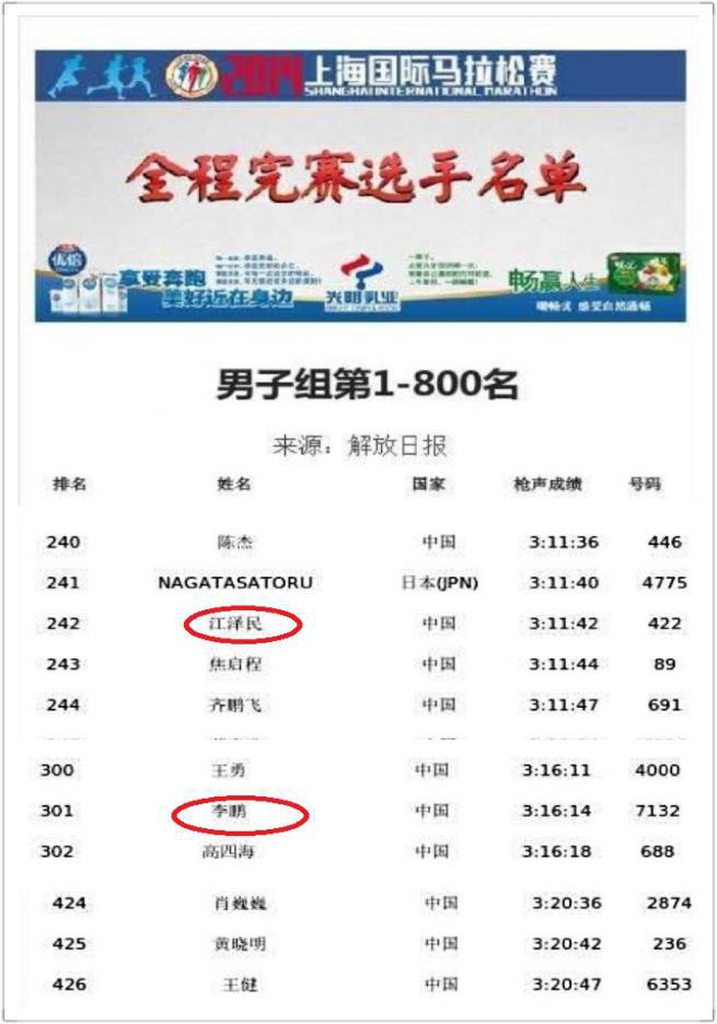 2014上海国际马拉松赛
SHANGHAI INTERNATIONAL MARATHON
全程完赛选手名单
优倍
享受奔跑
美好近在身边
光明乳业
畅赢人生
男子组第1-800名
来源：解放日报
排名 姓名 国家 枪声成绩 号码
240 陈杰 中国 3:11:36 446
241 NAGATASATORU 日本(JPN) 3:11:40 4775
242 江泽民 中国 3:11:42 422
243 焦启程 中国 3:11:44 89
244 齐鹏飞 中国 3:11:47 691
300 王勇 中国 3:16:11 4000
301 李鹏 中国 3:16:14 7132
302 高四海 中国 3:16:18 688
424 肖巍巍 中国 3:20:36 2874
425 黄晓明 中国 3:20:42 236
426 王健 中国 3:20:47 6353